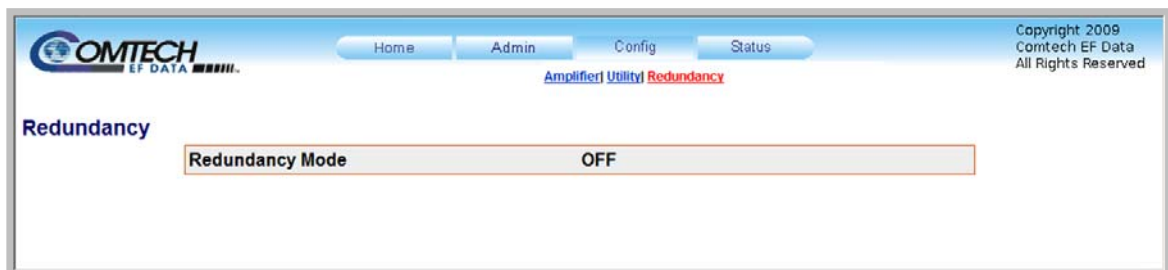 COMTECH
EF DATA
Home Admin Config Status
Amplifier| Utility| Redundancy
Copyright 2009
Comtech EF Data
All Rights Reserved
Redundancy
Redundancy Mode OFF